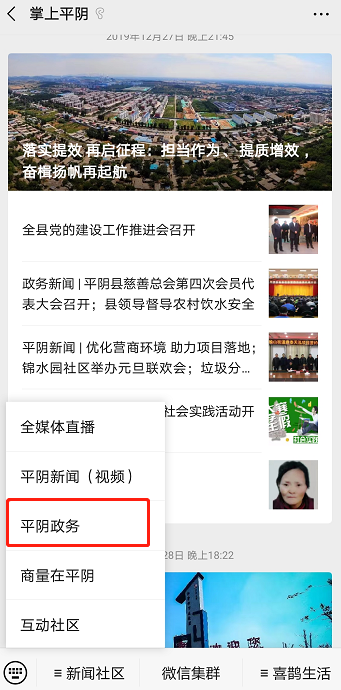 掌上平阴
2019年12月27日 晚上21:45
落实提效 再启征程：担当作为、提质增效，
奋楫扬帆再起航
全县党的建设工作推进会召开
政务新闻 | 平阴县慈善总会第四次会员代
表大会召开；县领导督导农村饮水安全
平阴新闻 | 优化营商环境 助力项目落地；
锦水园社区举办元旦联欢会；垃圾分...
社会实践活动开
全媒体直播
平阴新闻（视频）
平阴政务
28日 晚上18:22
商量在平阴
互动社区
新闻社区
微信集群
喜鹊生活